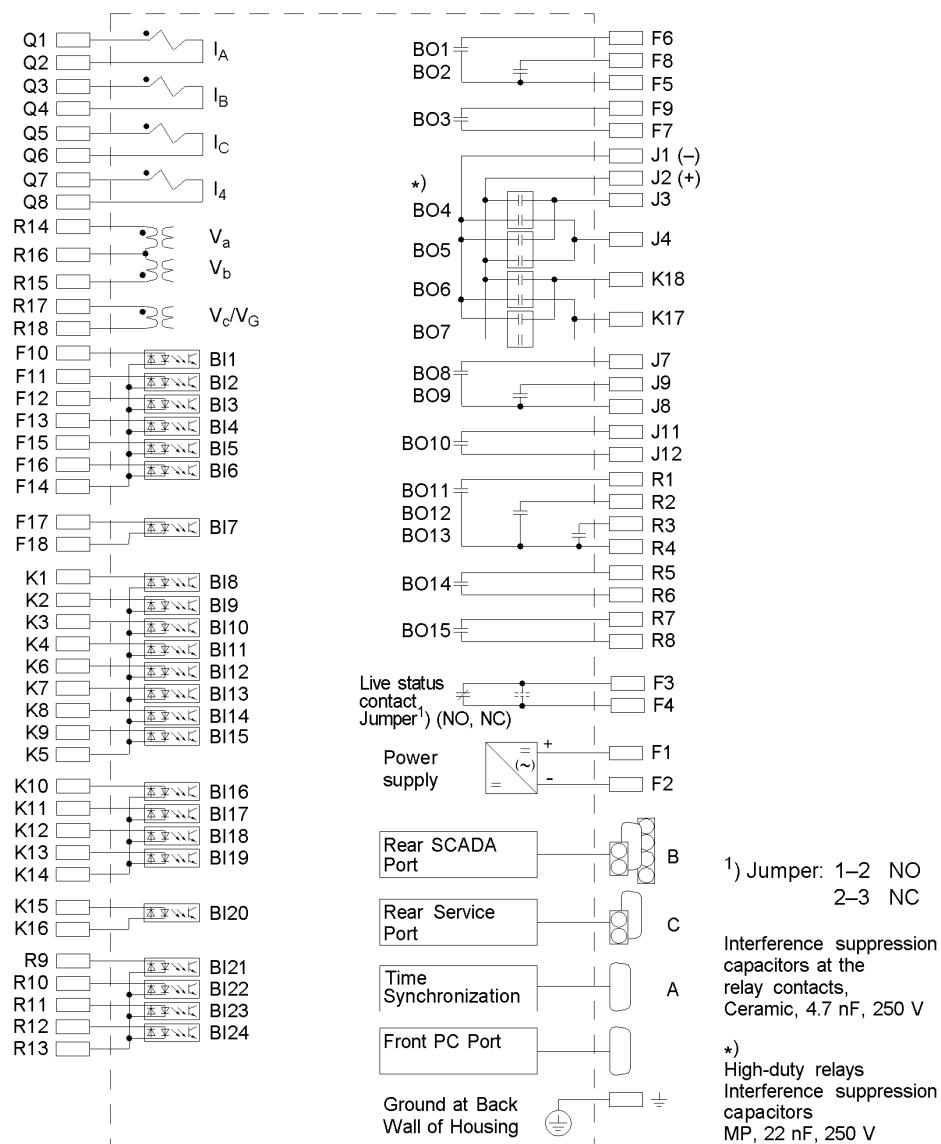 Q1
Q2
I_A
Q3
Q4
I_B
Q5
Q6
I_C
Q7
Q8
I_4
R14
R16
R15
V_a
V_b
R17
R18
V_c/V_G
F10 BI1
F11 BI2
F12 BI3
F13 BI4
F15 BI5
F16 BI6
F14
F17 BI7
F18
K1 BI8
K2 BI9
K3 BI10
K4 BI11
K6 BI12
K7 BI13
K8 BI14
K9 BI15
K5
K10 BI16
K11 BI17
K12 BI18
K13 BI19
K14
K15 BI20
K16
R9 BI21
R10 BI22
R11 BI23
R12 BI24
R13
BO1 F6
BO2 F8
F5
BO3 F9
F7
J1 (–)
J2 (+)
*) J3
BO4
BO5 J4
BO6 K18
BO7 K17
BO8 J7
BO9 J9
J8
BO10 J11
J12
BO11 R1
BO12 R2
BO13 R3
R4
BO14 R5
R6
BO15 R7
R8
Live status F3
contact F4
Jumper¹) (NO, NC)
Power + F1
supply = (~) = - F2
Rear SCADA
Port B
Rear Service
Port C
Time
Synchronization A
Front PC Port
Ground at Back
Wall of Housing
¹) Jumper: 1–2 NO
2–3 NC
Interference suppression
capacitors at the
relay contacts,
Ceramic, 4.7 nF, 250 V
*)
High-duty relays
Interference suppression
capacitors
MP, 22 nF, 250 V